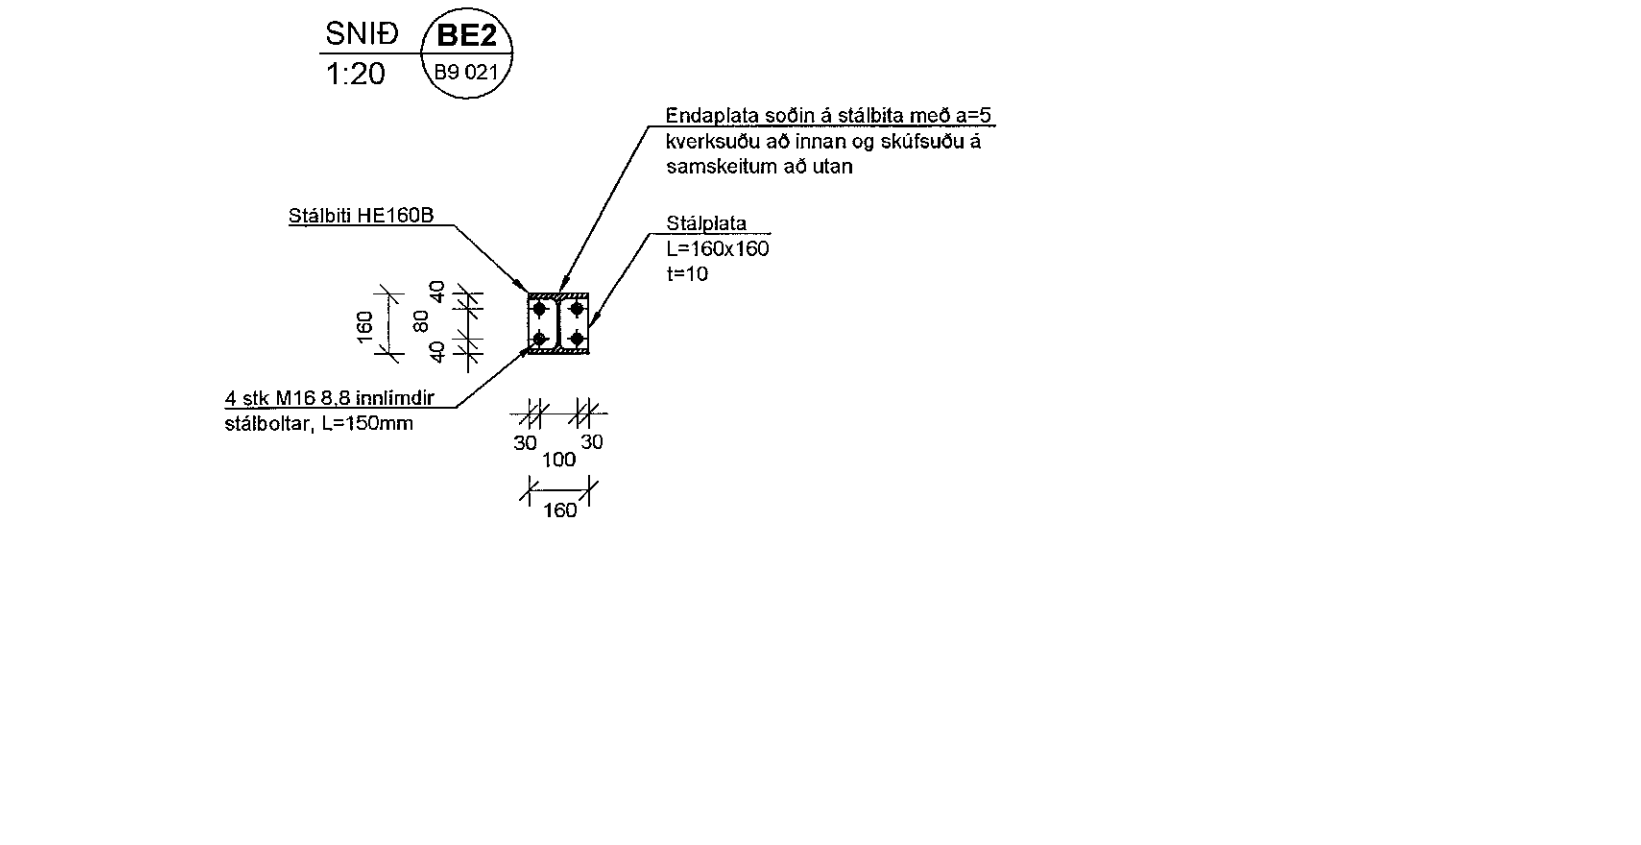 SNIÐ BE2
1:20 B9 021
Endaplata soðin á stálbita með a=5
kverksuðu að innan og skúfsuðu á
samskeitum að utan
Stálbiti HE160B
Stálplata
L=160x160
t=10
40
160
80
40
4 stk M16 8,8 innlímdir
stálboltar, L=150mm
30 30
100
160